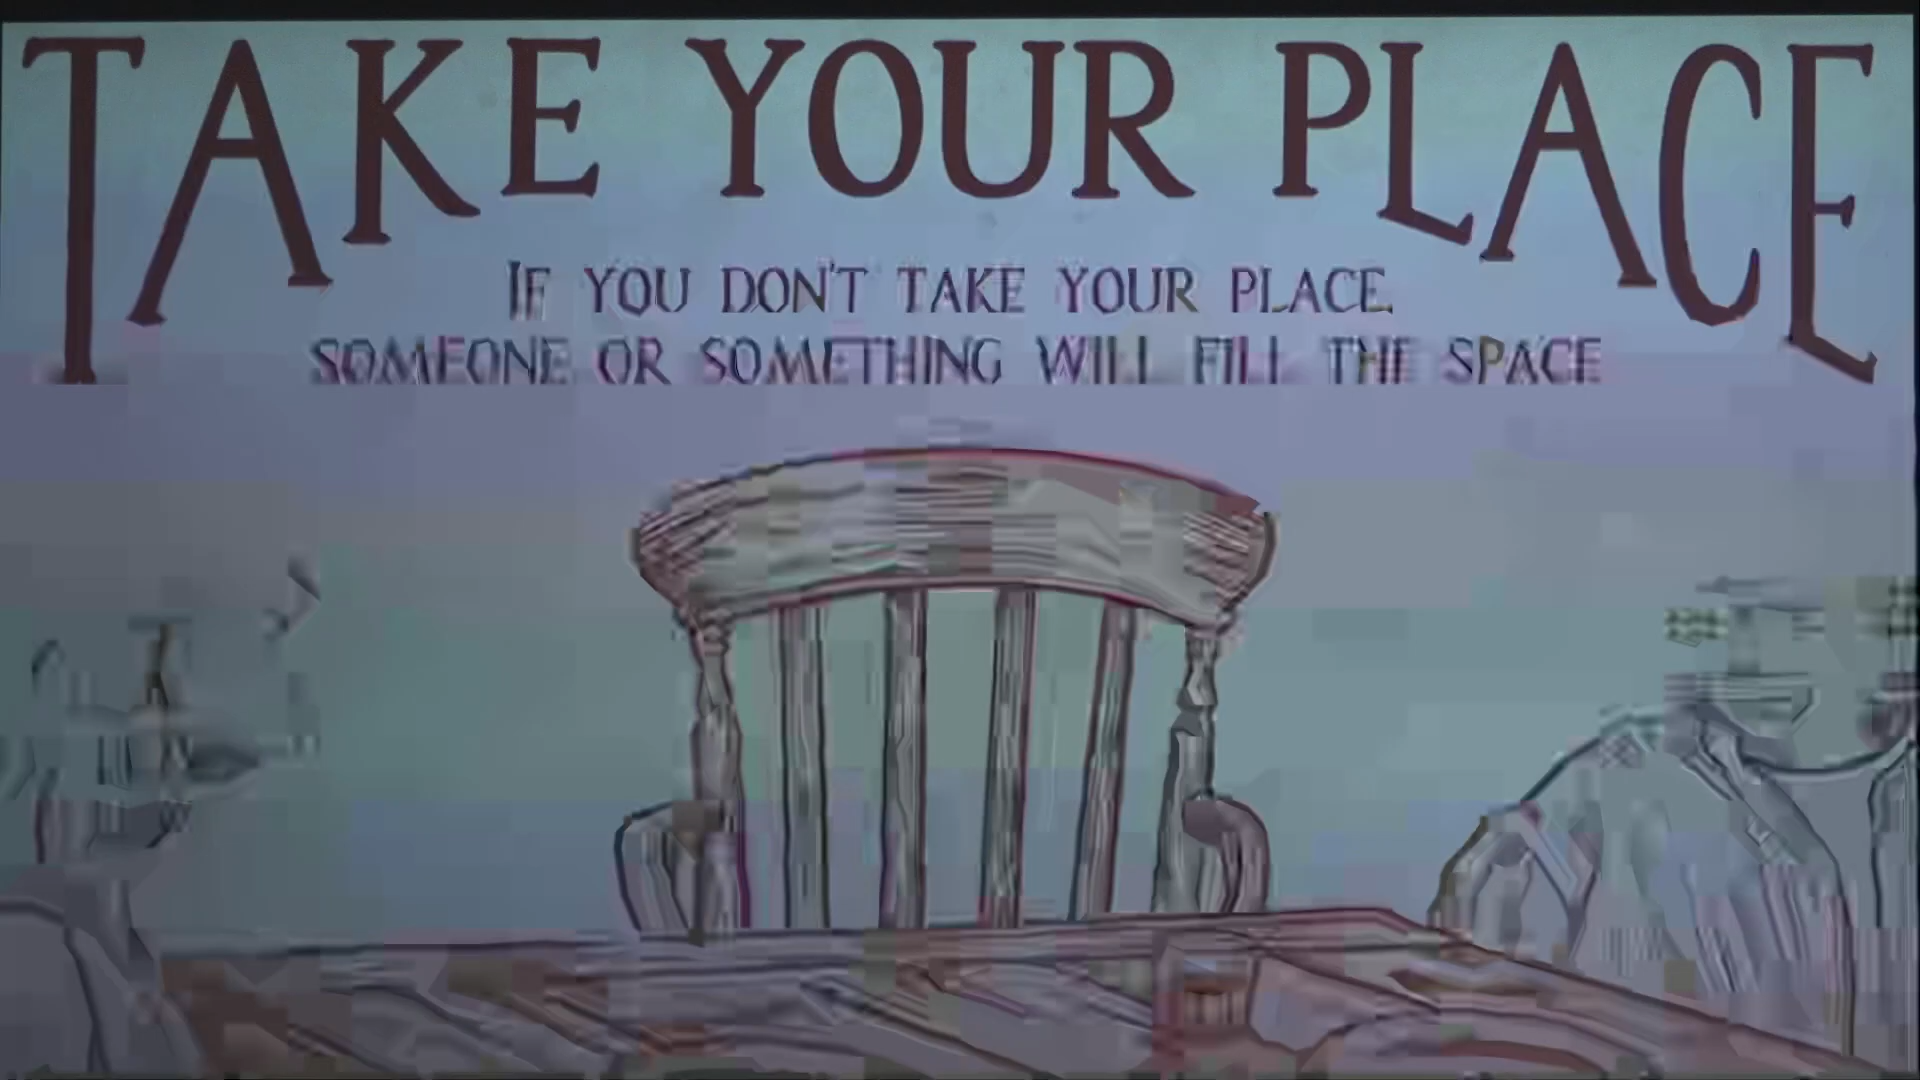 TAKE YOUR PLACE
IF YOU DON'T TAKE YOUR PLACE,
SOMEONE OR SOMETHING WILL FILL THE SPACE